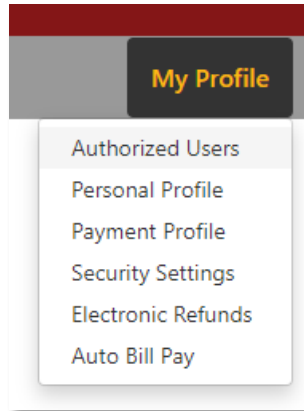 My Profile
Authorized Users
Personal Profile
Payment Profile
Security Settings
Electronic Refunds
Auto Bill Pay